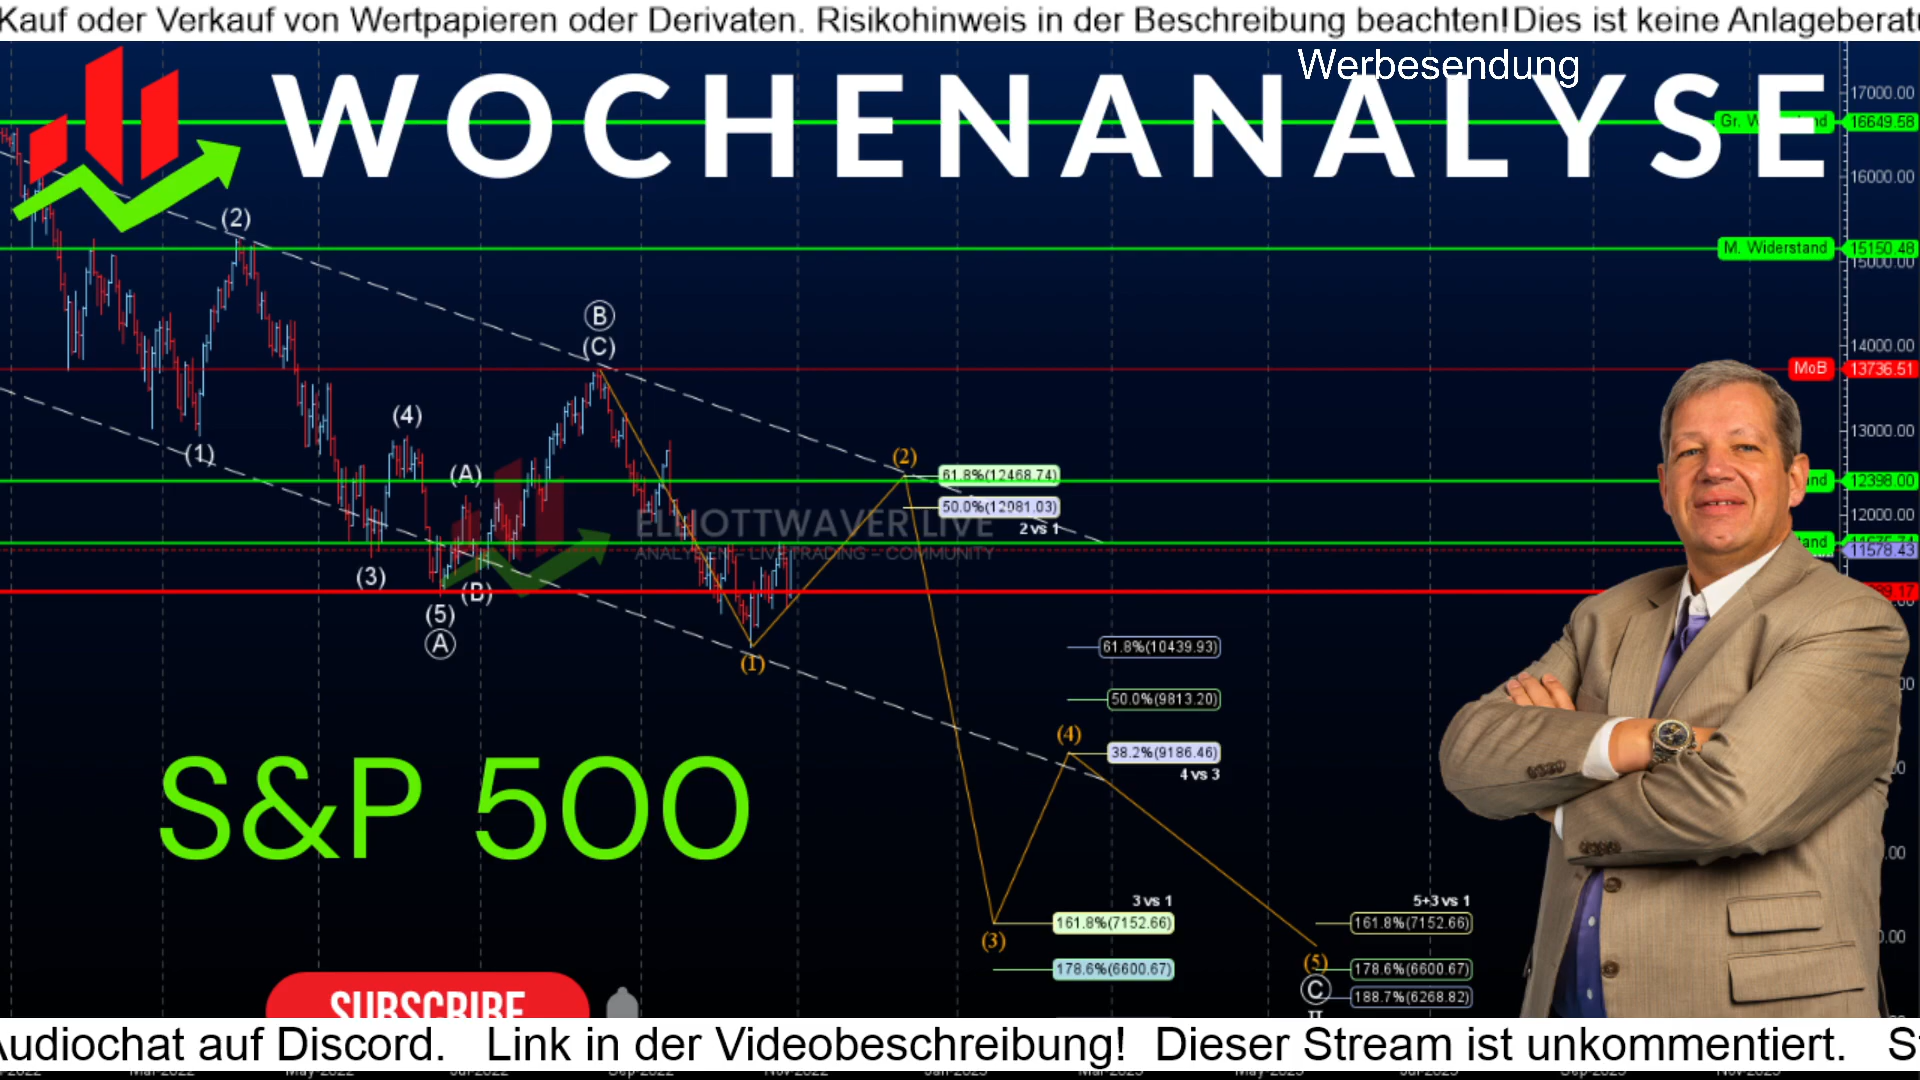 Kauf oder Verkauf von Wertpapieren oder Derivaten. Risikohinweis in der Beschreibung beachten! Dies ist keine Anlageberat
Werbesendung
WOCHENANALYSE
17000.00
16649.58
16000.00
(2)
M. Widerstand
15150.48
15000.00
B
(C)
14000.00
MoB
13736.51
(4)
13000.00
(1)
(2)
(A)
61.8%(12468.74)
12398.00
50.0%(12081.03)
12000.00
ELLIOTTWAVER LIVE
2 vs 1
11578.43
ANALYSEN - LIVE TRADING - COMMUNITY
(3)
(B)
(5)
A
61.8%(10439.93)
(1)
50.0%(9813.20)
(4)
38.2%(9186.46)
4 vs 3
S&P 500
3 vs 1
5+3 vs 1
161.8%(7152.66)
161.8%(7152.66)
(3)
(5)
178.6%(6600.67)
178.6%(6600.67)
C
188.7%(6268.82)
SUBSCRIBE
Audiochat auf Discord. Link in der Videobeschreibung! Dieser Stream ist unkommentiert.